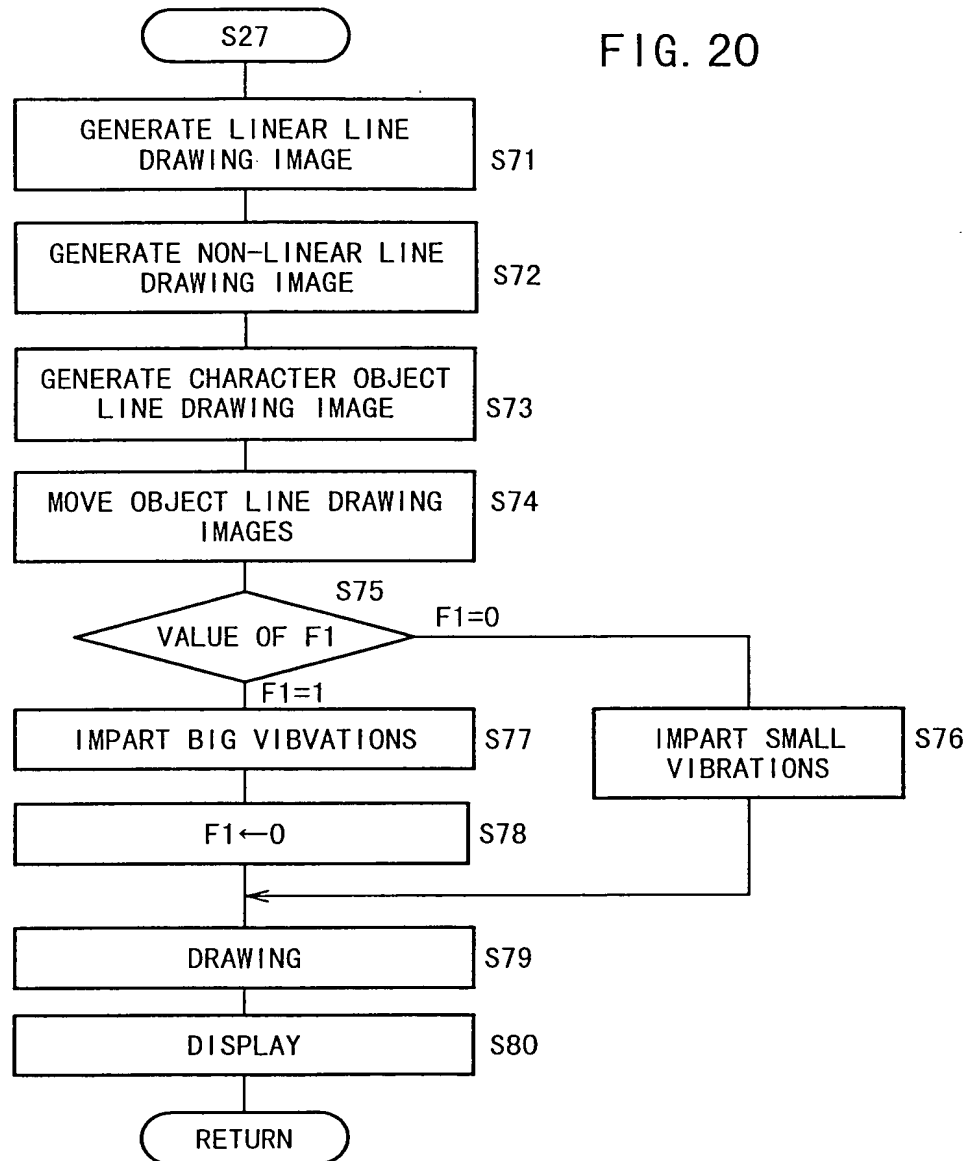 FIG. 20
S27
GENERATE LINEAR LINE
DRAWING IMAGE
S71
GENERATE NON-LINEAR LINE
DRAWING IMAGE
S72
GENERATE CHARACTER OBJECT
LINE DRAWING IMAGE
S73
MOVE OBJECT LINE DRAWING
IMAGES
S74
S75
VALUE OF F1
F1=0
F1=1
IMPART BIG VIBVATIONS
S77
IMPART SMALL
VIBRATIONS
S76
F1←0
S78
DRAWING
S79
DISPLAY
S80
RETURN